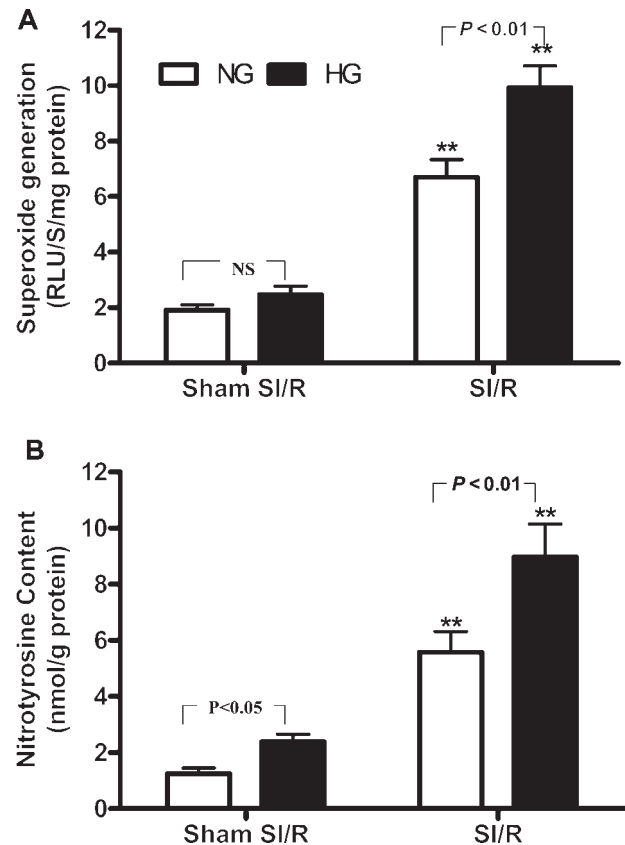 A
Superoxide generation
(RLU/S/mg protein)
12
10
8
6
4
2
0
NG HG
NS
P < 0.01
**
**
Sham SI/R SI/R
B
Nitrotyrosine Content
(nmol/g protein)
12
10
8
6
4
2
0
P<0.05
P < 0.01
**
**
Sham SI/R SI/R